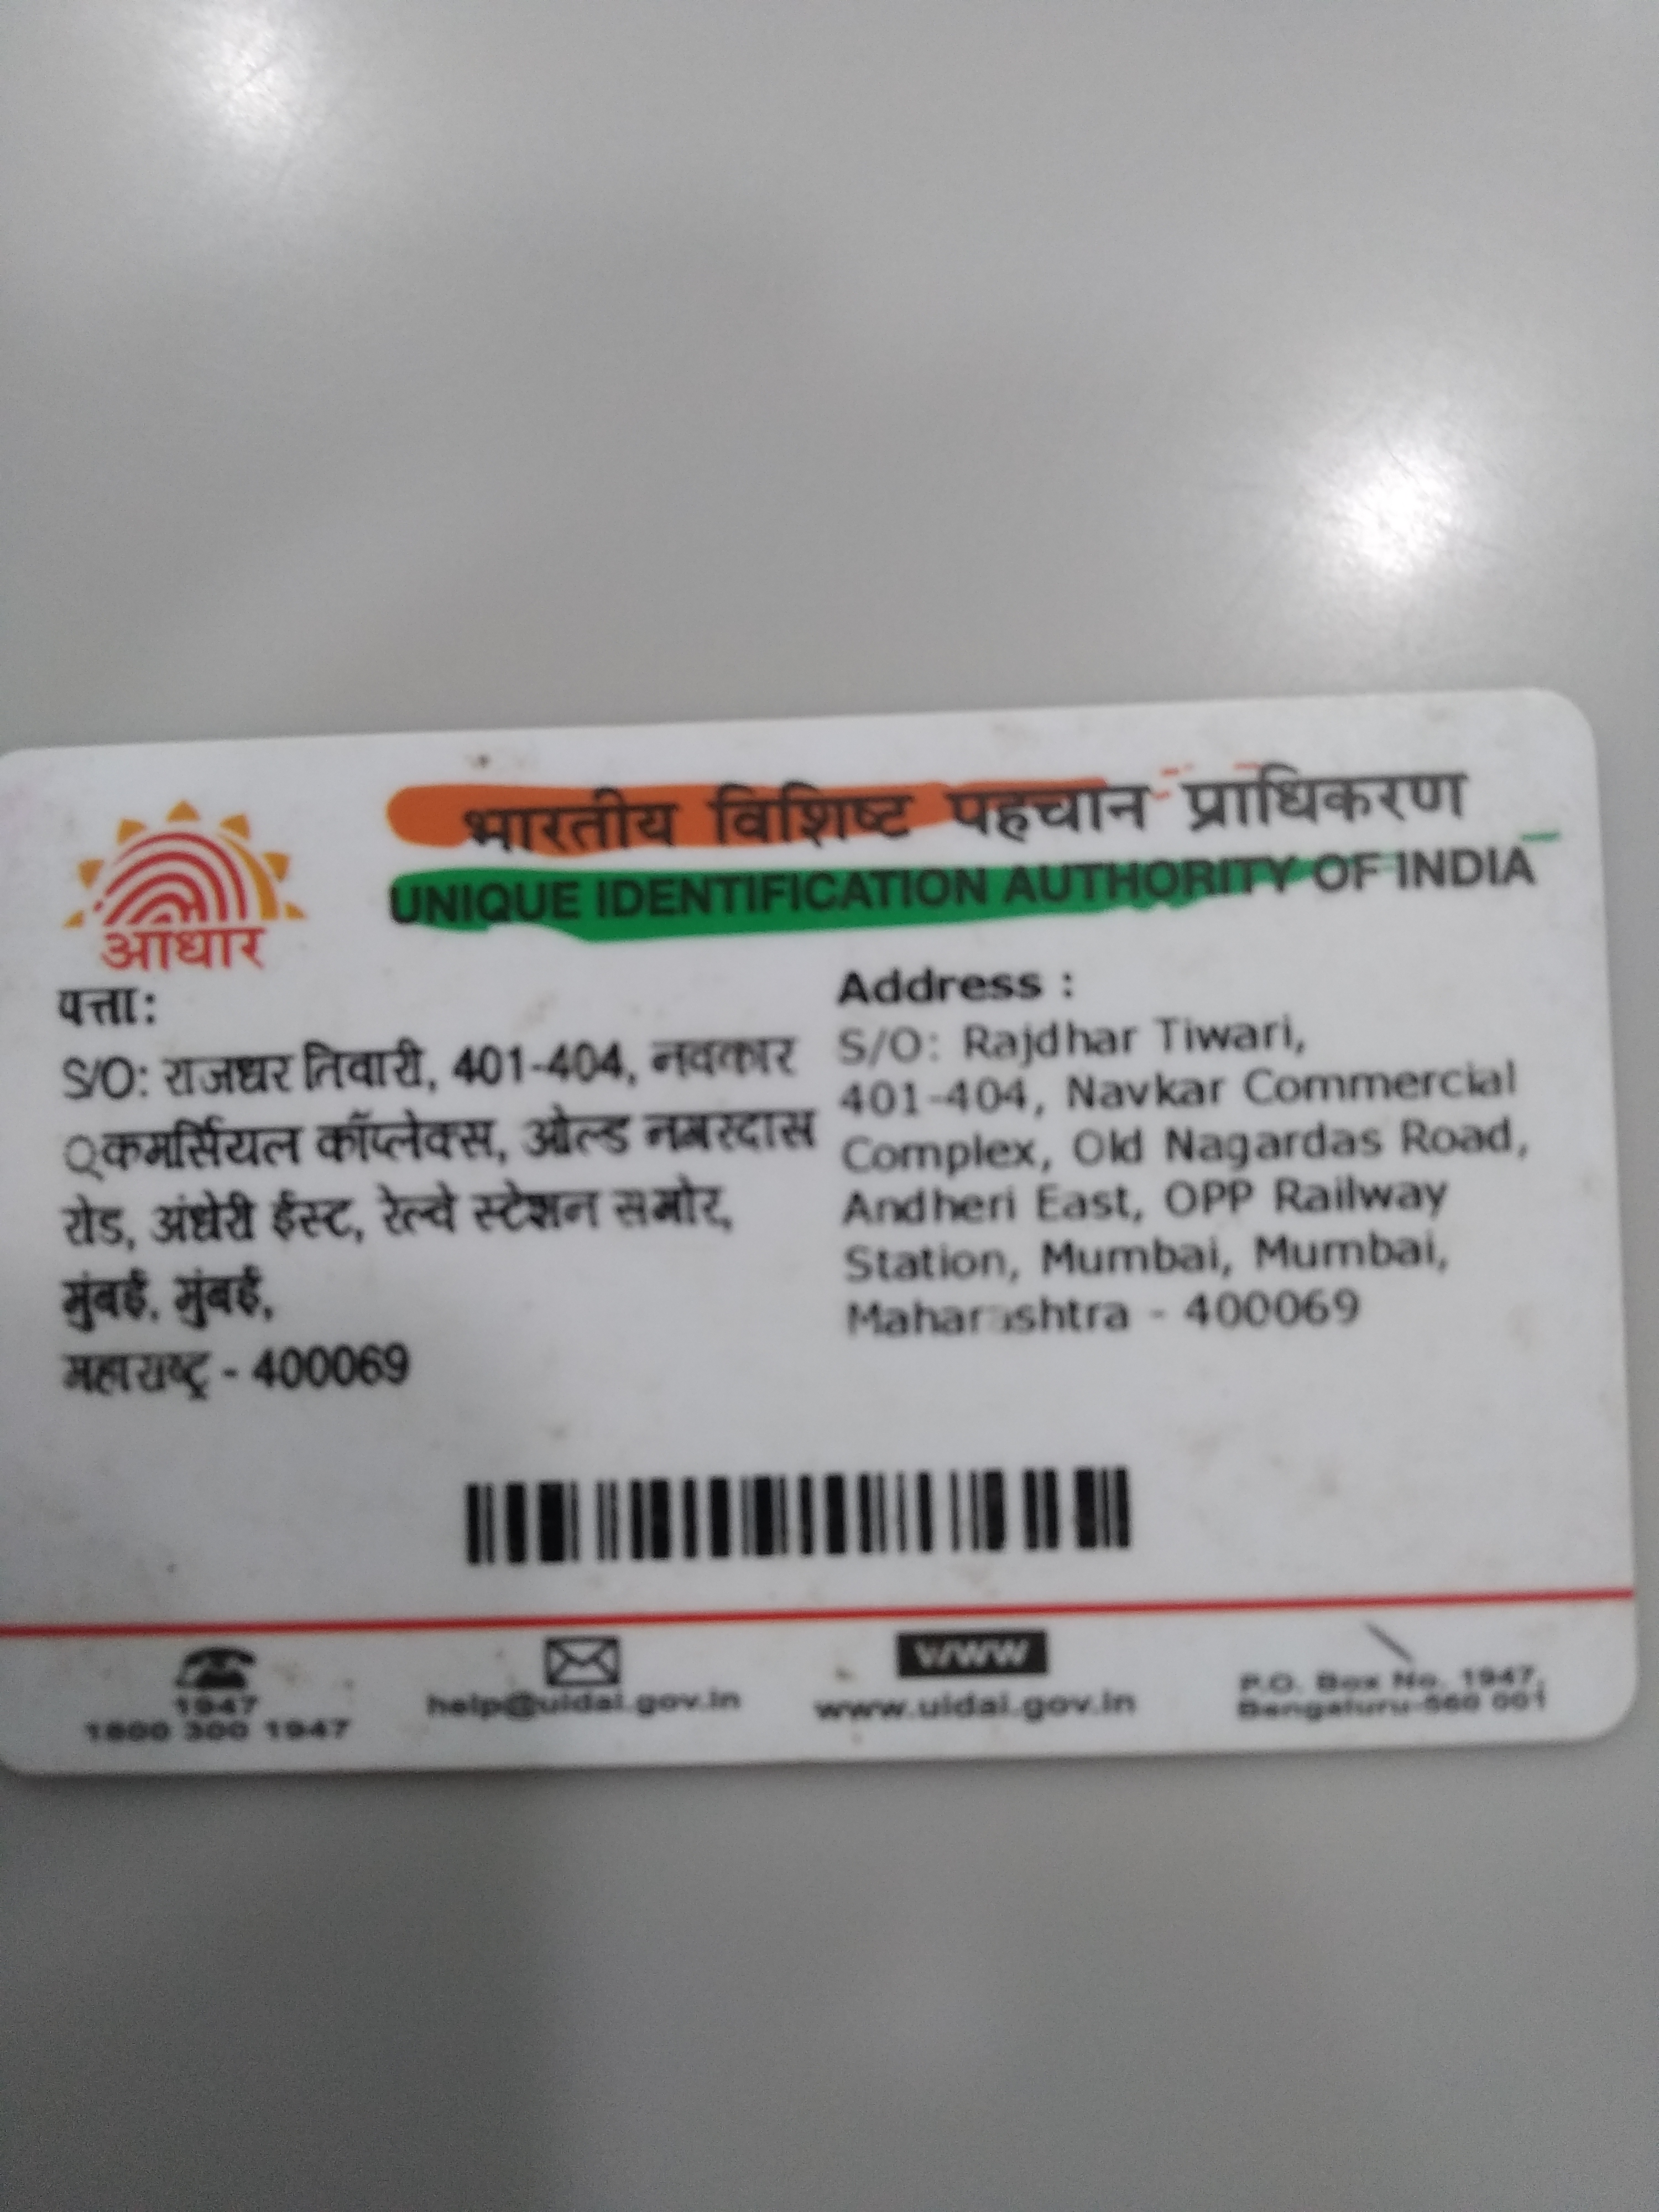 भारतीय विशिष्ट पहचान प्राधिकरण
UNIQUE IDENTIFICATION AUTHORITY OF INDIA
आधार
पत्ता:
S/O: राजधर तिवारी, 401-404, नवकार
ृकमर्सियल कॉप्लेक्स, ओल्ड नगरदास
रोड, अंधेरी ईस्ट, रेल्वे स्टेशन समोर,
मुंबई, मुंबई,
महाराष्ट्र - 400069
Address :
S/O: Rajdhar Tiwari,
401-404, Navkar Commercial
Complex, Old Nagardas Road,
Andheri East, OPP Railway
Station, Mumbai, Mumbai,
Maharashtra - 400069
1947
1800 300 1947
help@uidai.gov.in
WWW
www.uidai.gov.in
P.O. Box No. 1947,
Bengaluru-560 001